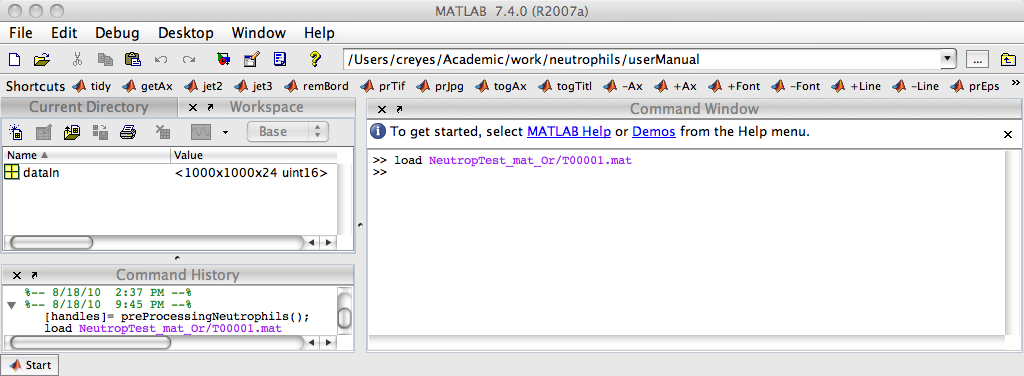 MATLAB 7.4.0 (R2007a)
File Edit Debug Desktop Window Help
/Users/creyes/Academic/work/neutrophils/userManual ...
Shortcuts tidy getAx jet2 jet3 remBord prTif prJpg togAx togTitl -Ax +Ax +Font -Font +Line -Line prEps »
Current Directory Workspace
Base
Name Value
dataIn <1000x1000x24 uint16>
Command History
%-- 8/18/10 2:37 PM --%
%-- 8/18/10 9:45 PM --%
[handles]= preProcessingNeutrophils();
load NeutropTest_mat_Or/T00001.mat
Command Window
To get started, select MATLAB Help or Demos from the Help menu.
>> load NeutropTest_mat_Or/T00001.mat
>>
Start